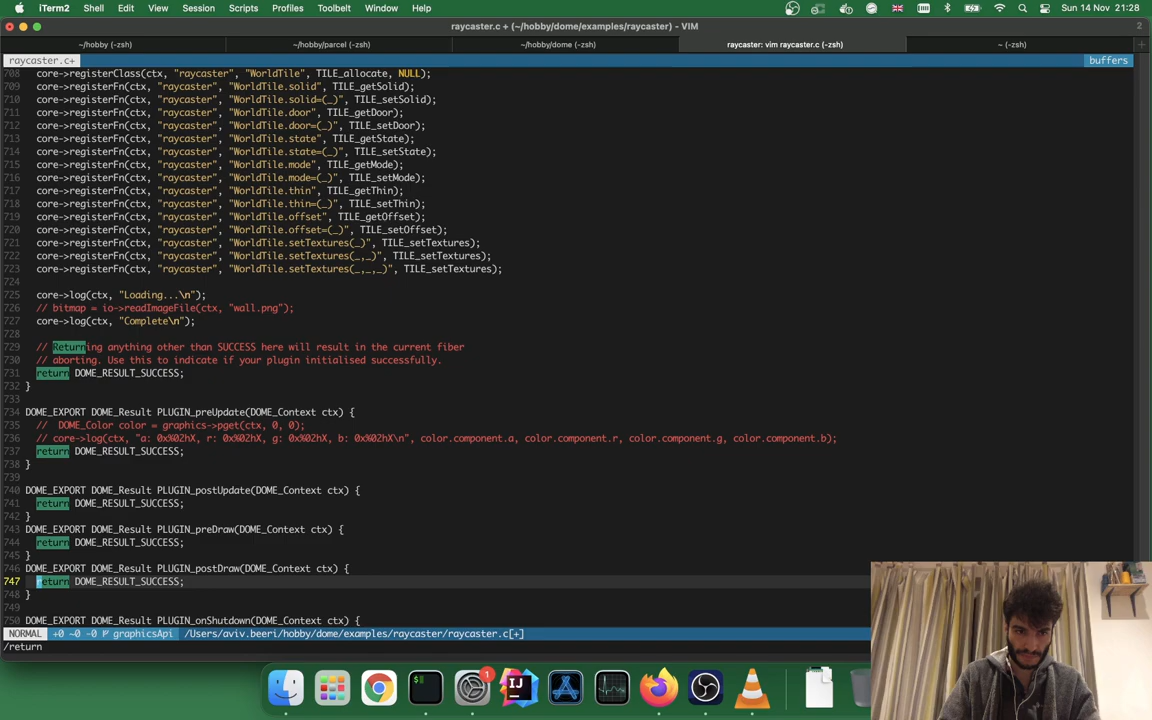 iTerm2 Shell Edit View Session Scripts Profiles Toolbelt Window Help Sun 14 Nov 21:28
raycaster.c + (~/hobby/dome/examples/raycaster) - VIM 2
~/hobby (-zsh) ~/hobby/parcel (-zsh) ~/hobby/dome (-zsh) raycaster: vim raycaster.c (-zsh) ~ (-zsh)
raycaster.c+ buffers
708 core->registerClass(ctx, "raycaster", "WorldTile", TILE_allocate, NULL);
709 core->registerFn(ctx, "raycaster", "WorldTile.solid", TILE_getSolid);
710 core->registerFn(ctx, "raycaster", "WorldTile.solid=(_)", TILE_setSolid);
711 core->registerFn(ctx, "raycaster", "WorldTile.door", TILE_getDoor);
712 core->registerFn(ctx, "raycaster", "WorldTile.door=(_)", TILE_setDoor);
713 core->registerFn(ctx, "raycaster", "WorldTile.state", TILE_getState);
714 core->registerFn(ctx, "raycaster", "WorldTile.state=(_)", TILE_setState);
715 core->registerFn(ctx, "raycaster", "WorldTile.mode", TILE_getMode);
716 core->registerFn(ctx, "raycaster", "WorldTile.mode=(_)", TILE_setMode);
717 core->registerFn(ctx, "raycaster", "WorldTile.thin", TILE_getThin);
718 core->registerFn(ctx, "raycaster", "WorldTile.thin=(_)", TILE_setThin);
719 core->registerFn(ctx, "raycaster", "WorldTile.offset", TILE_getOffset);
720 core->registerFn(ctx, "raycaster", "WorldTile.offset=(_)", TILE_setOffset);
721 core->registerFn(ctx, "raycaster", "WorldTile.setTextures(_)", TILE_setTextures);
722 core->registerFn(ctx, "raycaster", "WorldTile.setTextures(_,_)", TILE_setTextures);
723 core->registerFn(ctx, "raycaster", "WorldTile.setTextures(_,_,_)", TILE_setTextures);
724
725 core->log(ctx, "Loading...\n");
726 // bitmap = io->readImageFile(ctx, "wall.png");
727 core->log(ctx, "Complete\n");
728
729 // Returning anything other than SUCCESS here will result in the current fiber
730 // aborting. Use this to indicate if your plugin initialised successfully.
731 return DOME_RESULT_SUCCESS;
732 }
733
734 DOME_EXPORT DOME_Result PLUGIN_preUpdate(DOME_Context ctx) {
735 //  DOME_Color color = graphics->pget(ctx, 0, 0);
736 // core->log(ctx, "a: 0x%02hX, r: 0x%02hX, g: 0x%02hX, b: 0x%02hX\n", color.component.a, color.component.r, color.component.g, color.component.b);
737 return DOME_RESULT_SUCCESS;
738 }
739
740 DOME_EXPORT DOME_Result PLUGIN_postUpdate(DOME_Context ctx) {
741 return DOME_RESULT_SUCCESS;
742 }
743 DOME_EXPORT DOME_Result PLUGIN_preDraw(DOME_Context ctx) {
744 return DOME_RESULT_SUCCESS;
745 }
746 DOME_EXPORT DOME_Result PLUGIN_postDraw(DOME_Context ctx) {
747 return DOME_RESULT_SUCCESS;
748 }
749
750 DOME_EXPORT DOME_Result PLUGIN_onShutdown(DOME_Context ctx) {
NORMAL +0 ~0 -0 graphicsApi /Users/aviv.beeri/hobby/dome/examples/raycaster/raycaster.c[+]
/return